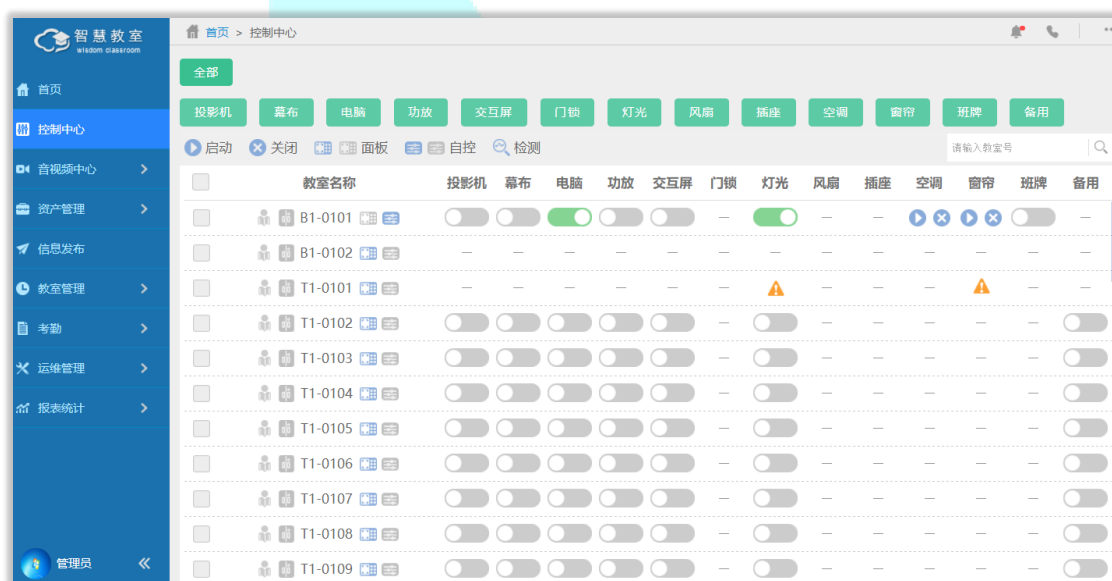 智慧教室
wisdom classroom
首页 > 控制中心
首页
控制中心
音视频中心
资产管理
信息发布
教室管理
考勤
运维管理
报表统计
管理员
全部
投影机 幕布 电脑 功放 交互屏 门锁 灯光 风扇 插座 空调 窗帘 班牌 备用
启动 关闭 面板 自控 检测 请输入教室号
教室名称 投影机 幕布 电脑 功放 交互屏 门锁 灯光 风扇 插座 空调 窗帘 班牌 备用
B1-0101 — — — —
B1-0102 — — — — — — — — — — — — —
T1-0101 — — — — — — — — — — —
T1-0102 — — — — — —
T1-0103 — — — — — —
T1-0104 — — — — — —
T1-0105 — — — — — —
T1-0106 — — — — — —
T1-0107 — — — — — —
T1-0108 — — — — — —
T1-0109 — — — — — —